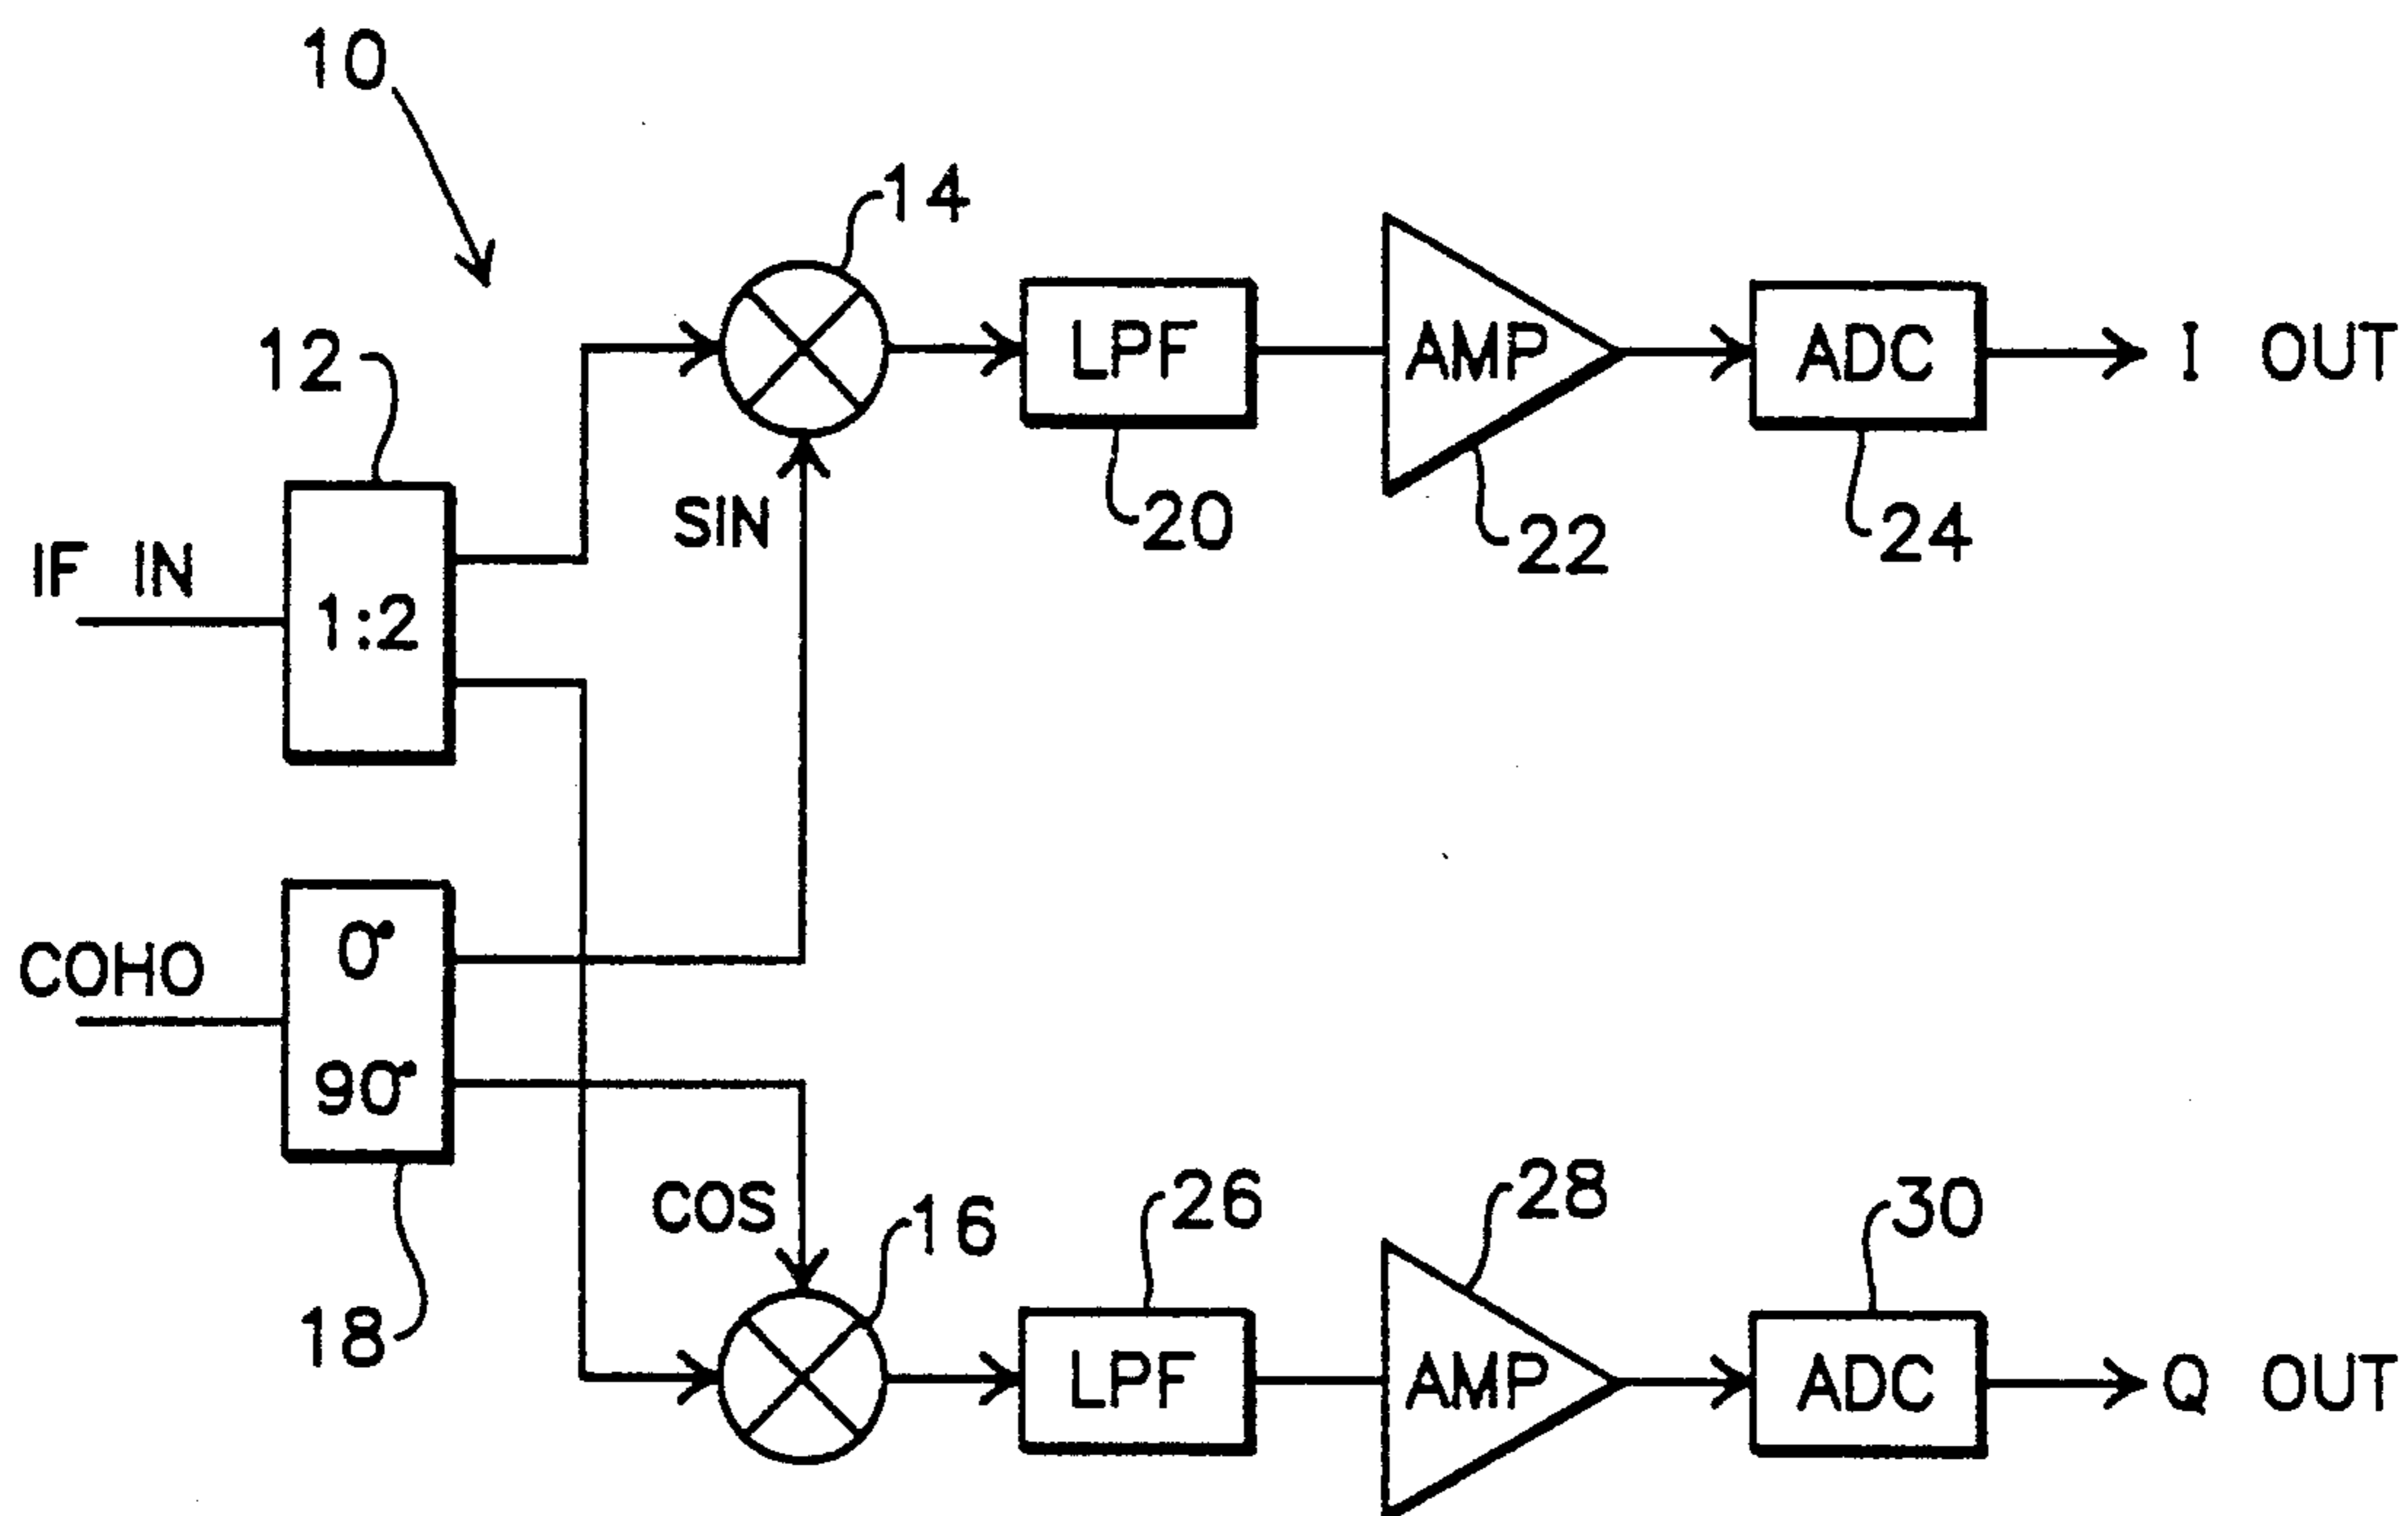 10
14
12
LPF
AMP
ADC
I OUT
SIN
20
22
24
IF IN
1:2
COHO
0°
90°
18
COS
16
26
28
30
LPF
AMP
ADC
Q OUT